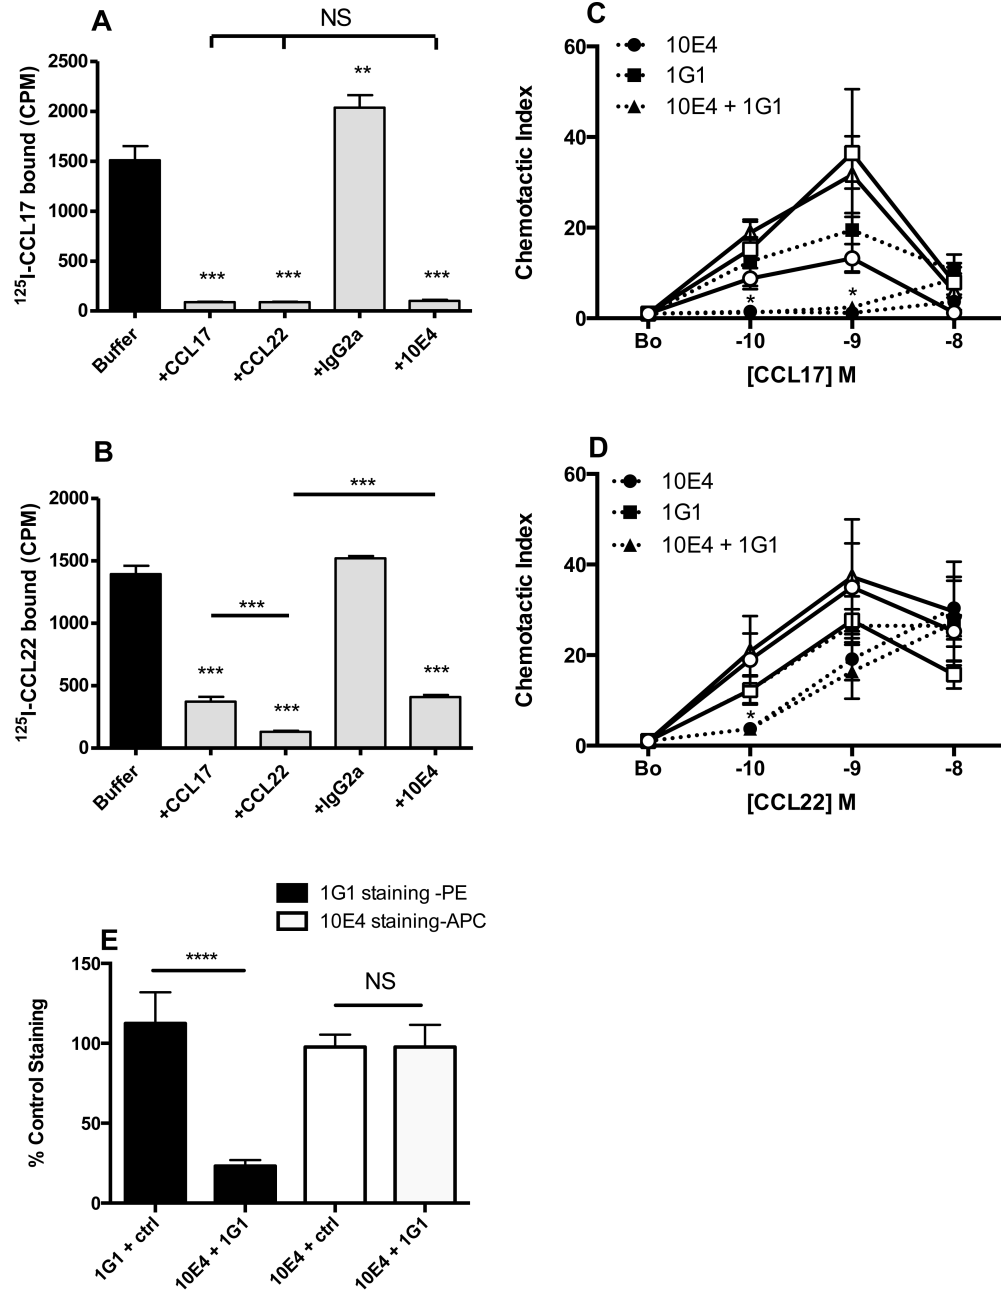 A
NS
¹²⁵I-CCL17 bound (CPM)
2500
2000
1500
1000
500
0
***
***
**
***
Buffer
+CCL17
+CCL22
+IgG2a
+10E4
C
10E4
1G1
10E4 + 1G1
Chemotactic Index
60
40
20
0
*
*
Bo
-10
-9
-8
[CCL17] M
B
¹²⁵I-CCL22 bound (CPM)
2000
1500
1000
500
0
***
***
***
***
***
Buffer
+CCL17
+CCL22
+IgG2a
+10E4
D
10E4
1G1
10E4 + 1G1
Chemotactic Index
60
40
20
0
*
Bo
-10
-9
-8
[CCL22] M
1G1 staining -PE
10E4 staining-APC
E
% Control Staining
150
100
50
0
****
NS
1G1 + ctrl
10E4 + 1G1
10E4 + ctrl
10E4 + 1G1